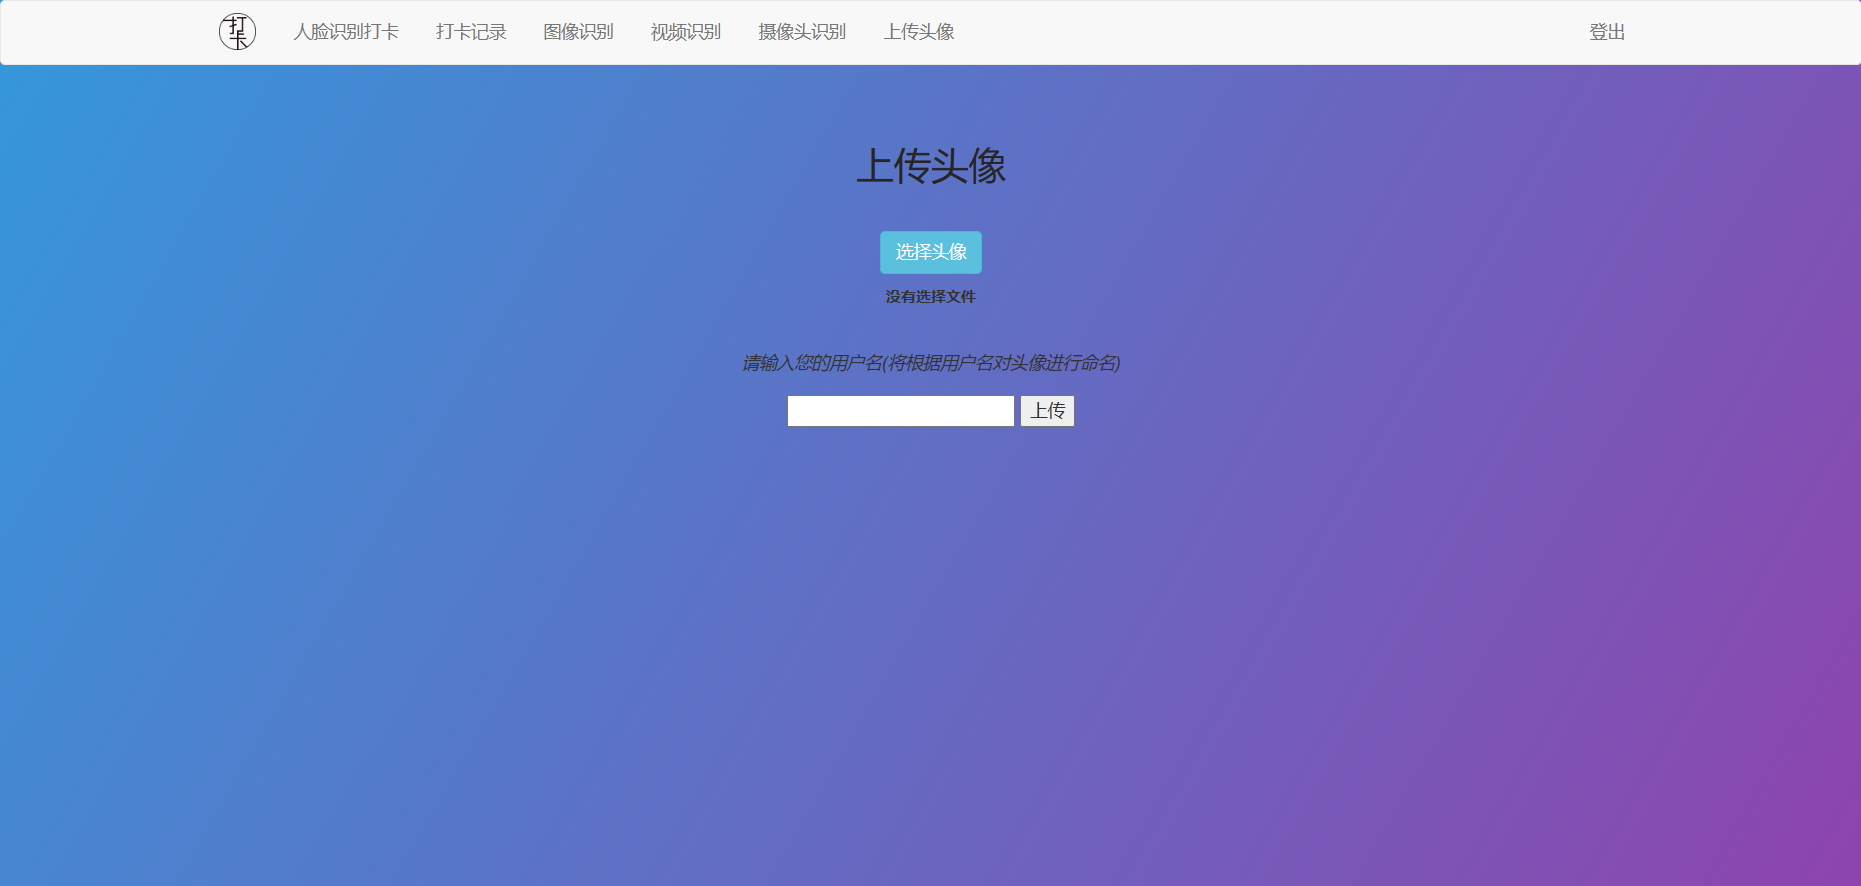 打卡 人脸识别打卡 打卡记录 图像识别 视频识别 摄像头识别 上传头像 登出
上传头像
选择头像
没有选择文件
请输入您的用户名(将根据用户名对头像进行命名)
上传